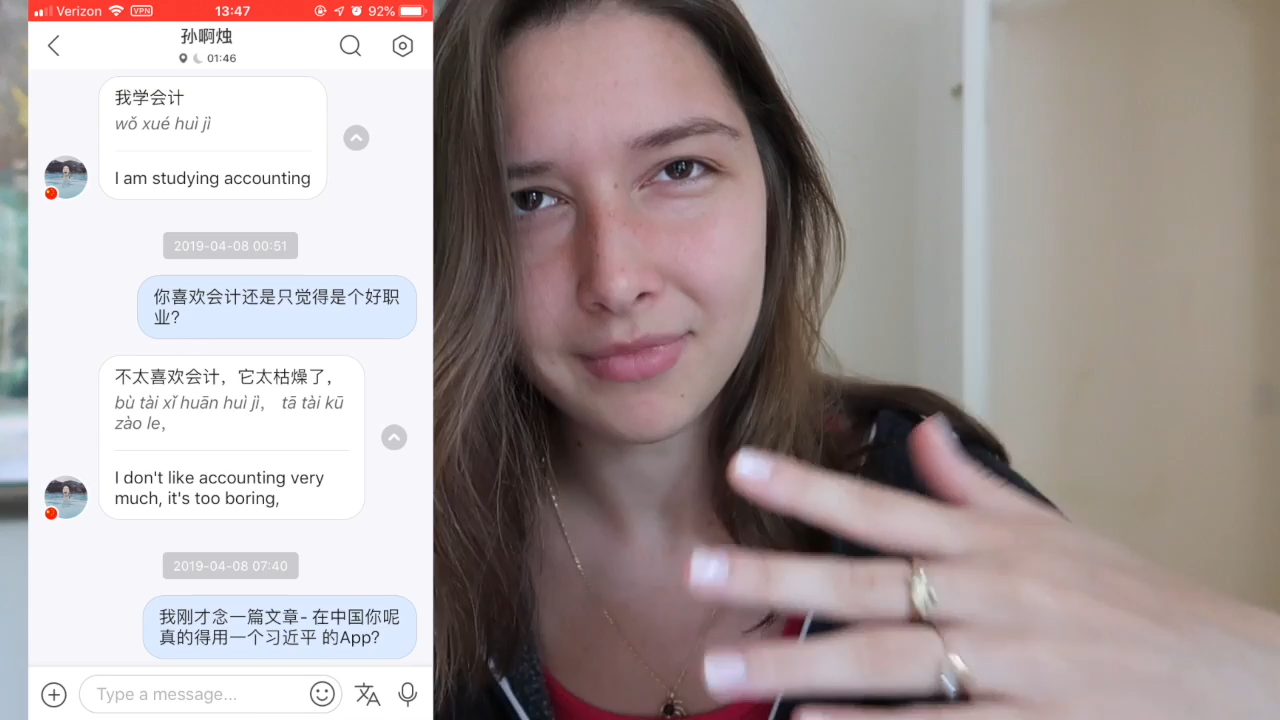 Verizon VPN 13:47 92%
孙啊烛
01:46
我学会计
wǒ xué huì jì
I am studying accounting
2019-04-08 00:51
你喜欢会计还是只觉得是个好职
业?
不太喜欢会计，它太枯燥了，
bù tài xǐ huān huì jì， tā tài kū
zào le，
I don't like accounting very
much, it's too boring,
2019-04-08 07:40
我刚才念一篇文章- 在中国你呢
真的得用一个习近平 的App?
Type a message...